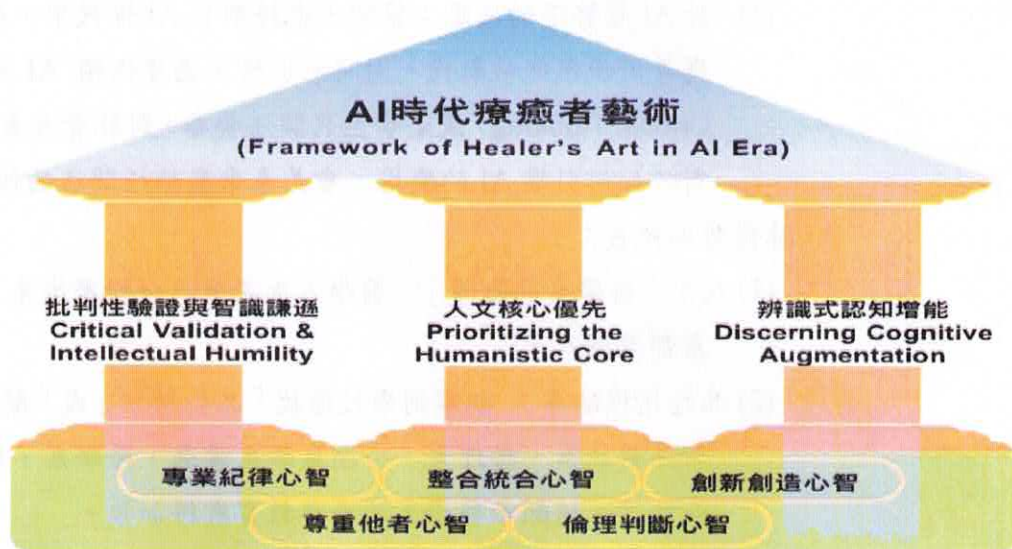 AI時代療癒者藝術
(Framework of Healer's Art in AI Era)
批判性驗證與智識謙遜
Critical Validation &
Intellectual Humility
人文核心優先
Prioritizing the
Humanistic Core
辨識式認知增能
Discerning Cognitive
Augmentation
專業紀律心智
整合統合心智
創新創造心智
尊重他者心智
倫理判斷心智